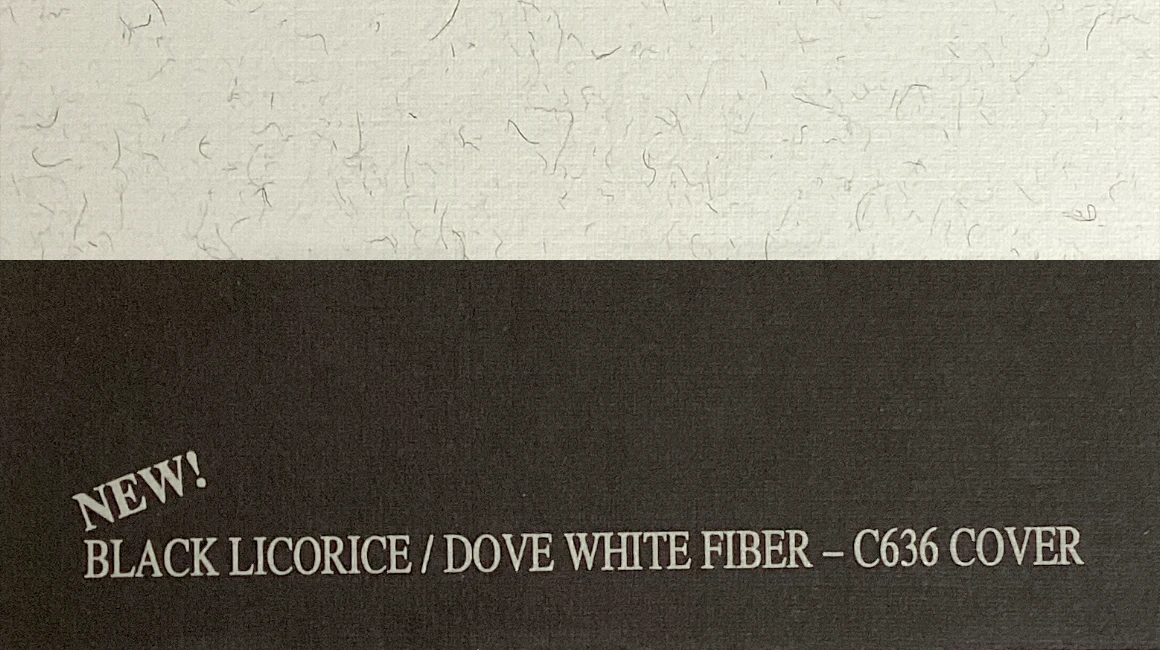 NEW!
BLACK LICORICE / DOVE WHITE FIBER – C636 COVER